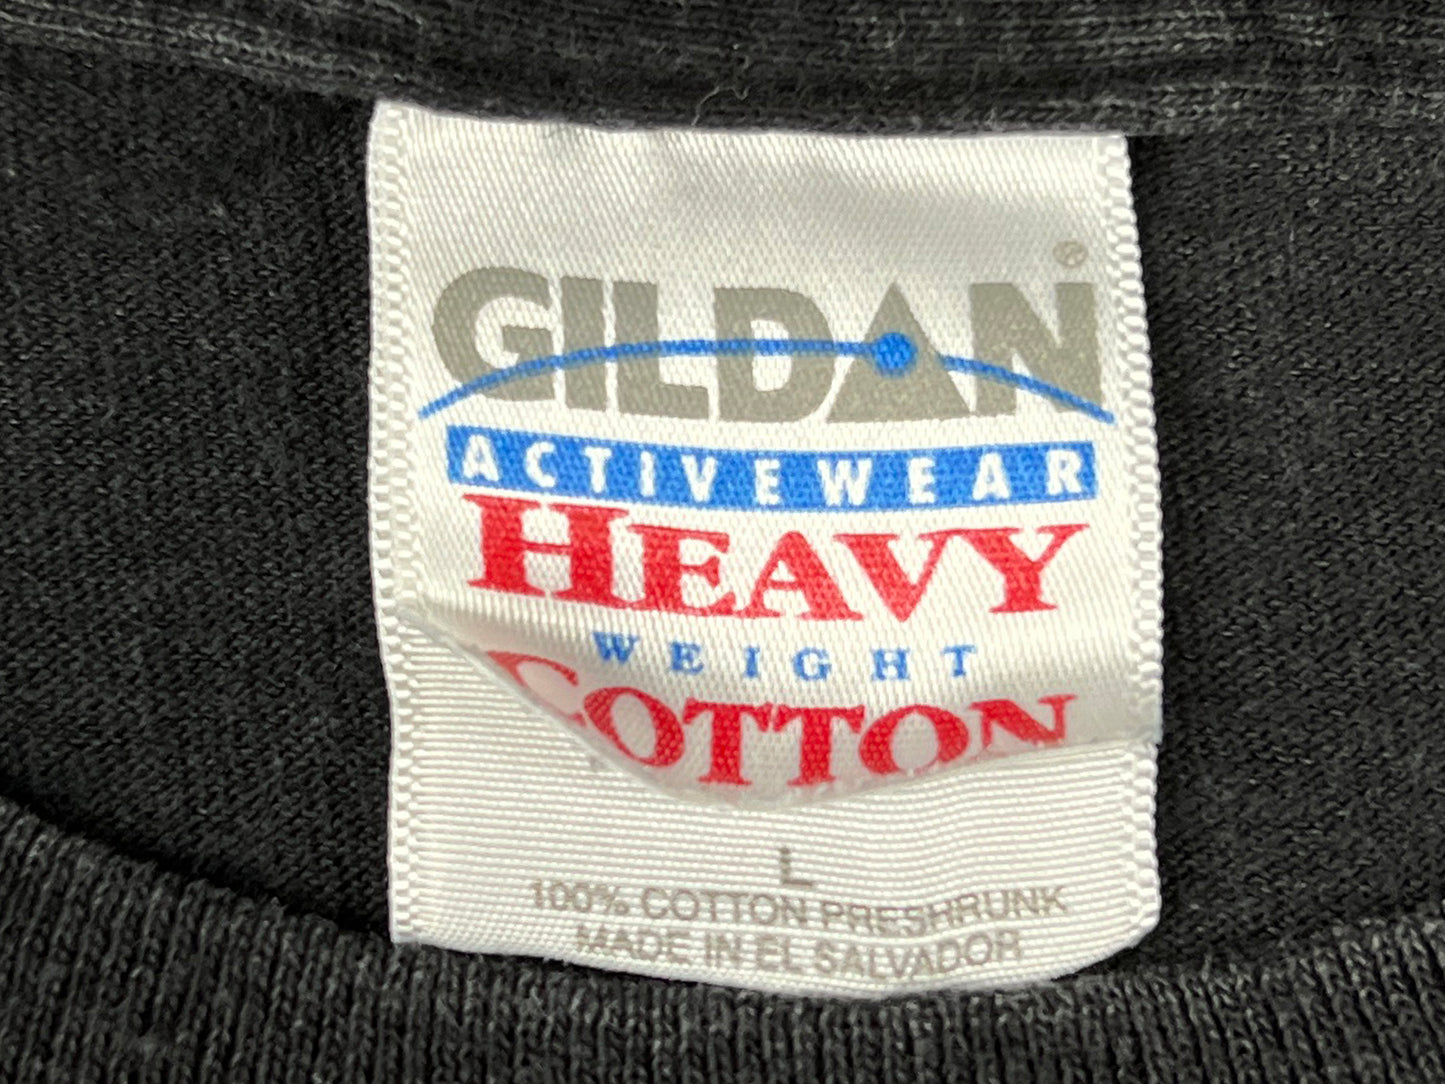 GILDAN®
ACTIVEWEAR
HEAVY
WEIGHT
COTTON
L
100% COTTON PRESHRUNK
MADE IN EL SALVADOR